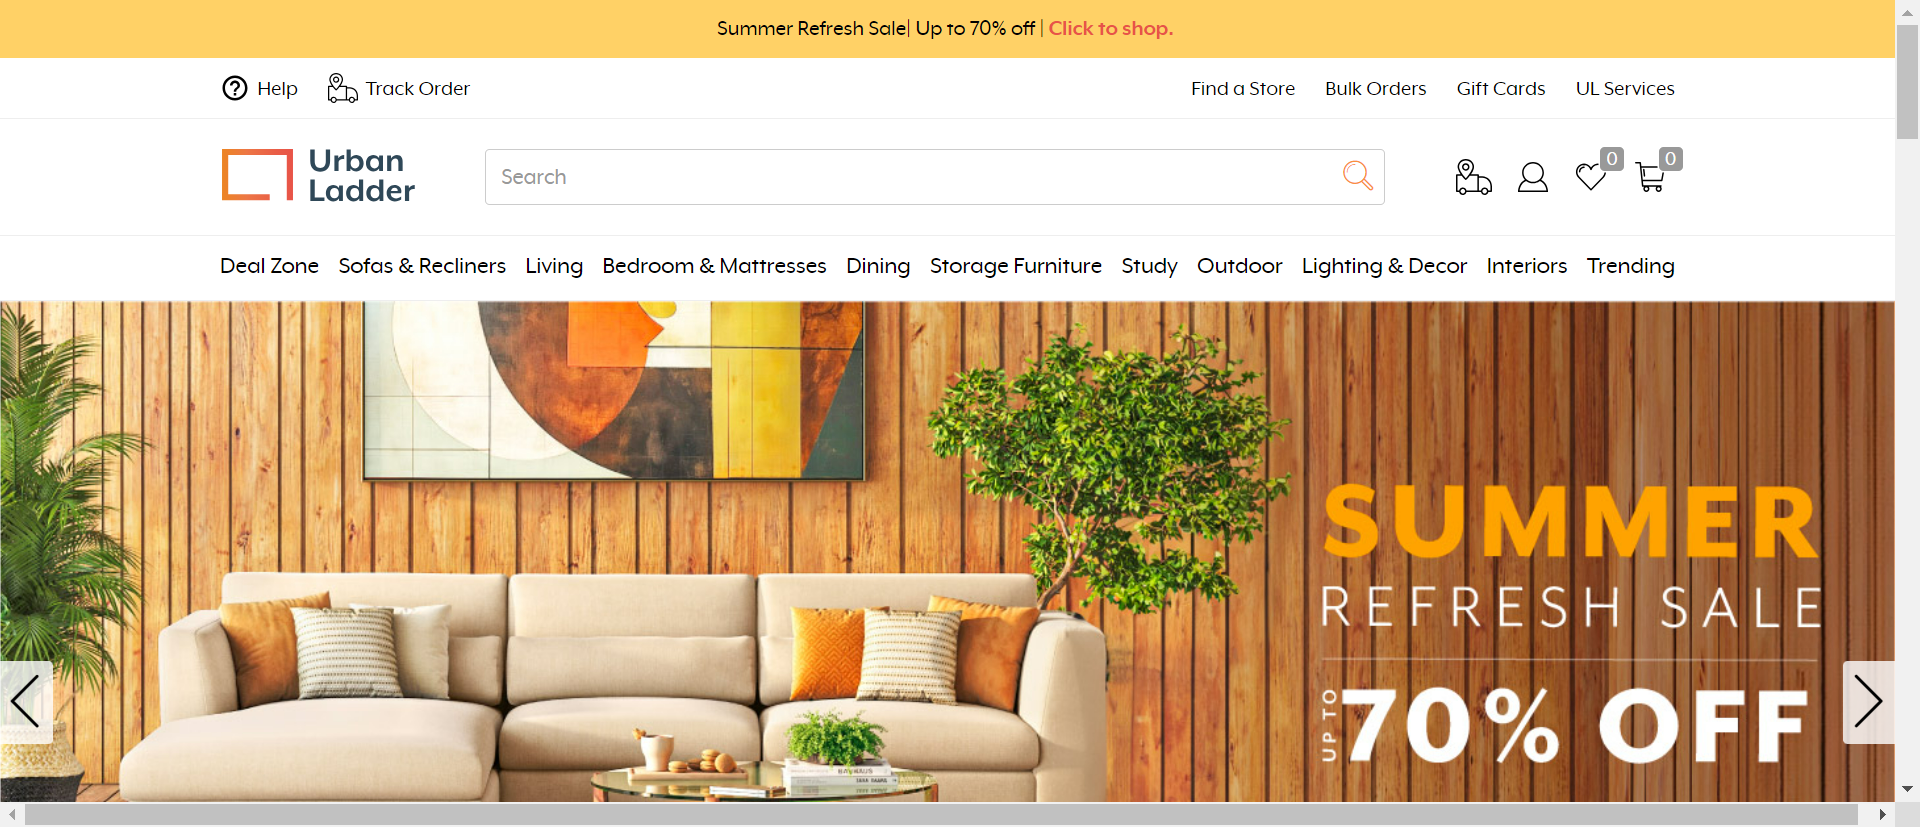 Summer Refresh Sale| Up to 70% off | Click to shop.
Help Track Order Find a Store Bulk Orders Gift Cards UL Services
Urban
Ladder
Search
0 0
Deal Zone Sofas & Recliners Living Bedroom & Mattresses Dining Storage Furniture Study Outdoor Lighting & Decor Interiors Trending
SUMMER
REFRESH SALE
UP TO 70% OFF
BAUHAUS